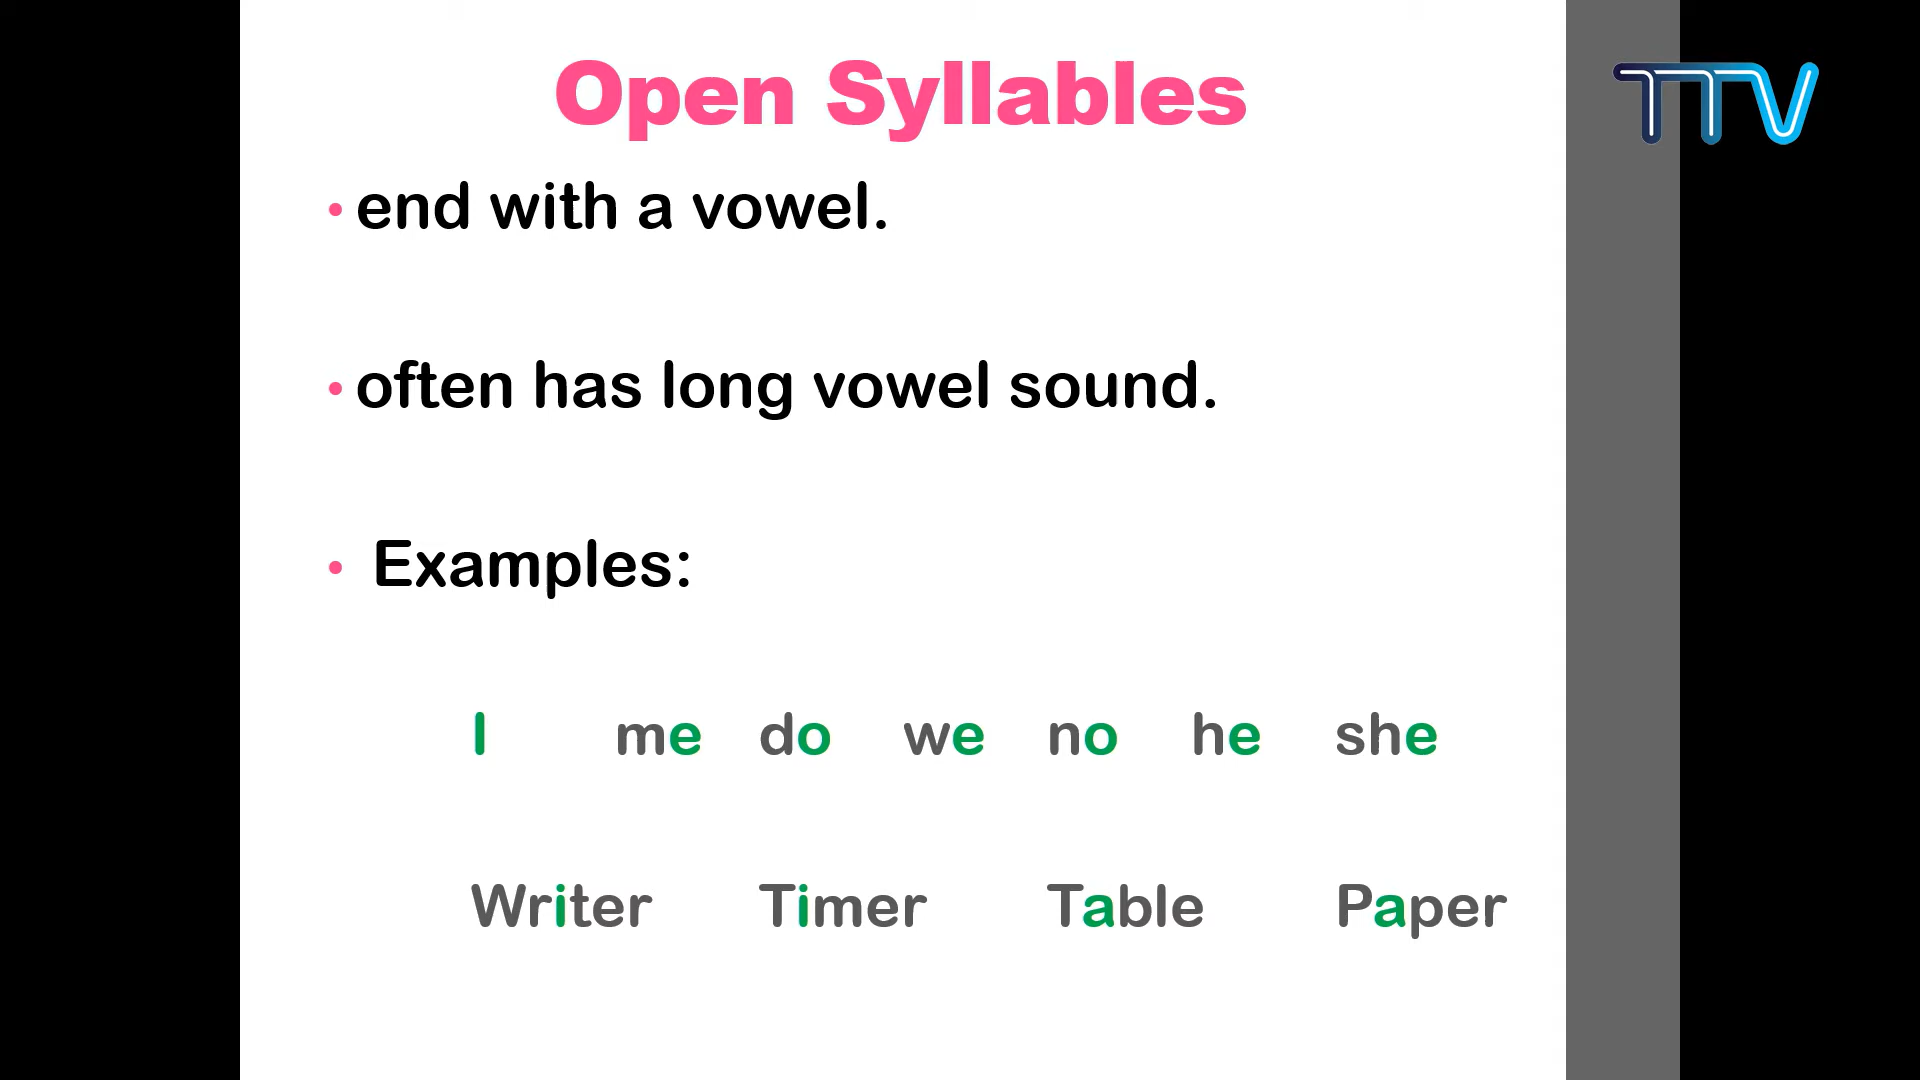 Open Syllables
TTV
• end with a vowel.
• often has long vowel sound.
• Examples:
I me do we no he she
Writer Timer Table Paper